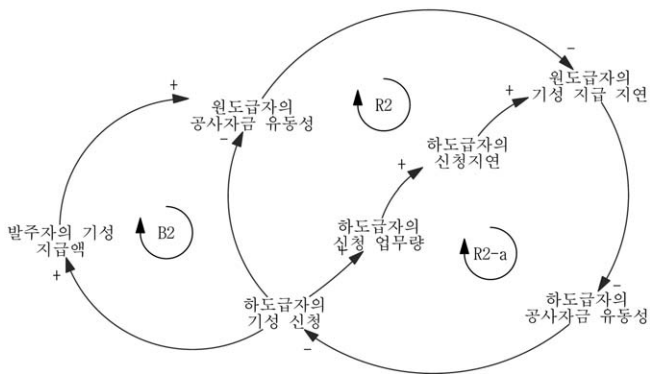 -
+
원도급자의
기성 지급 지연
+
원도급자의
공사자금 유동성
R2
-
하도급자의
신청지연
+
발주자의 기성
지급액
B2
하도급자의
신청 업무량
+
R2-a
+
-
하도급자의
공사자금 유동성
하도급자의
기성 신청
-